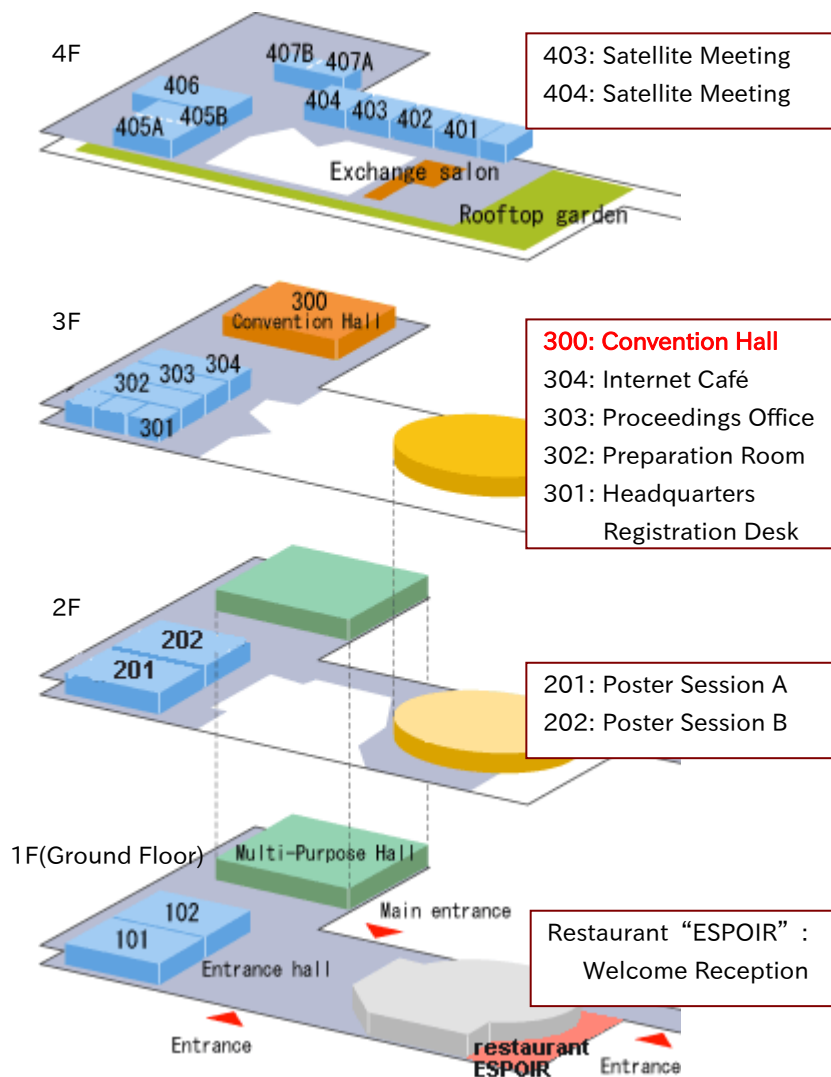 4F
407B
407A
406
404
403
402
401
405B
405A
Exchange salon
Rooftop garden
403: Satellite Meeting
404: Satellite Meeting
3F
300
Convention Hall
304
303
302
301
300: Convention Hall
304: Internet Café
303: Proceedings Office
302: Preparation Room
301: Headquarters
Registration Desk
2F
202
201
201: Poster Session A
202: Poster Session B
1F(Ground Floor)
Multi-Purpose Hall
102
101
Main entrance
Entrance hall
Restaurant “ESPOIR” :
Welcome Reception
Entrance
restaurant
ESPOIR
Entrance